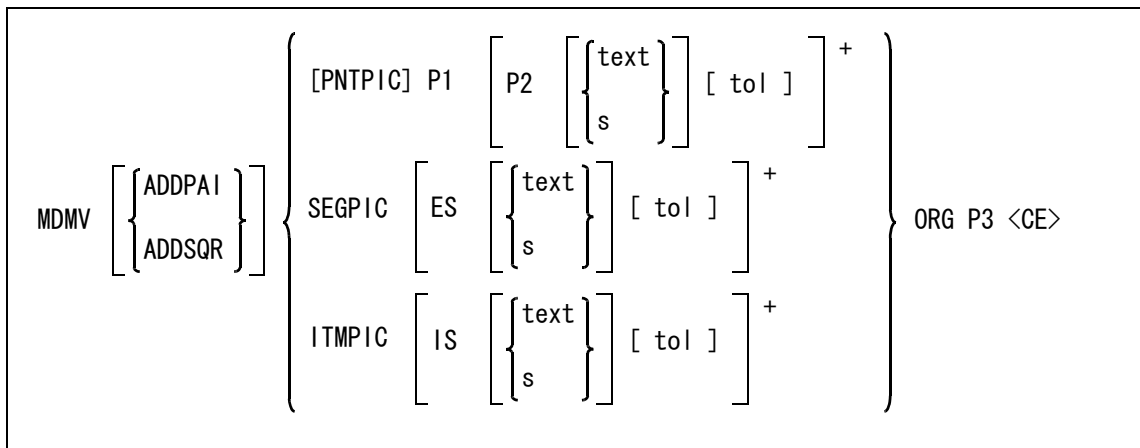 text +
[PNTPIC] P1 P2 [ tol ]
s
ADDPAI text +
MDMV SEGPIC ES [ tol ] ORG P3 <CE>
ADDSQR s
text +
ITMPIC IS [ tol ]
s